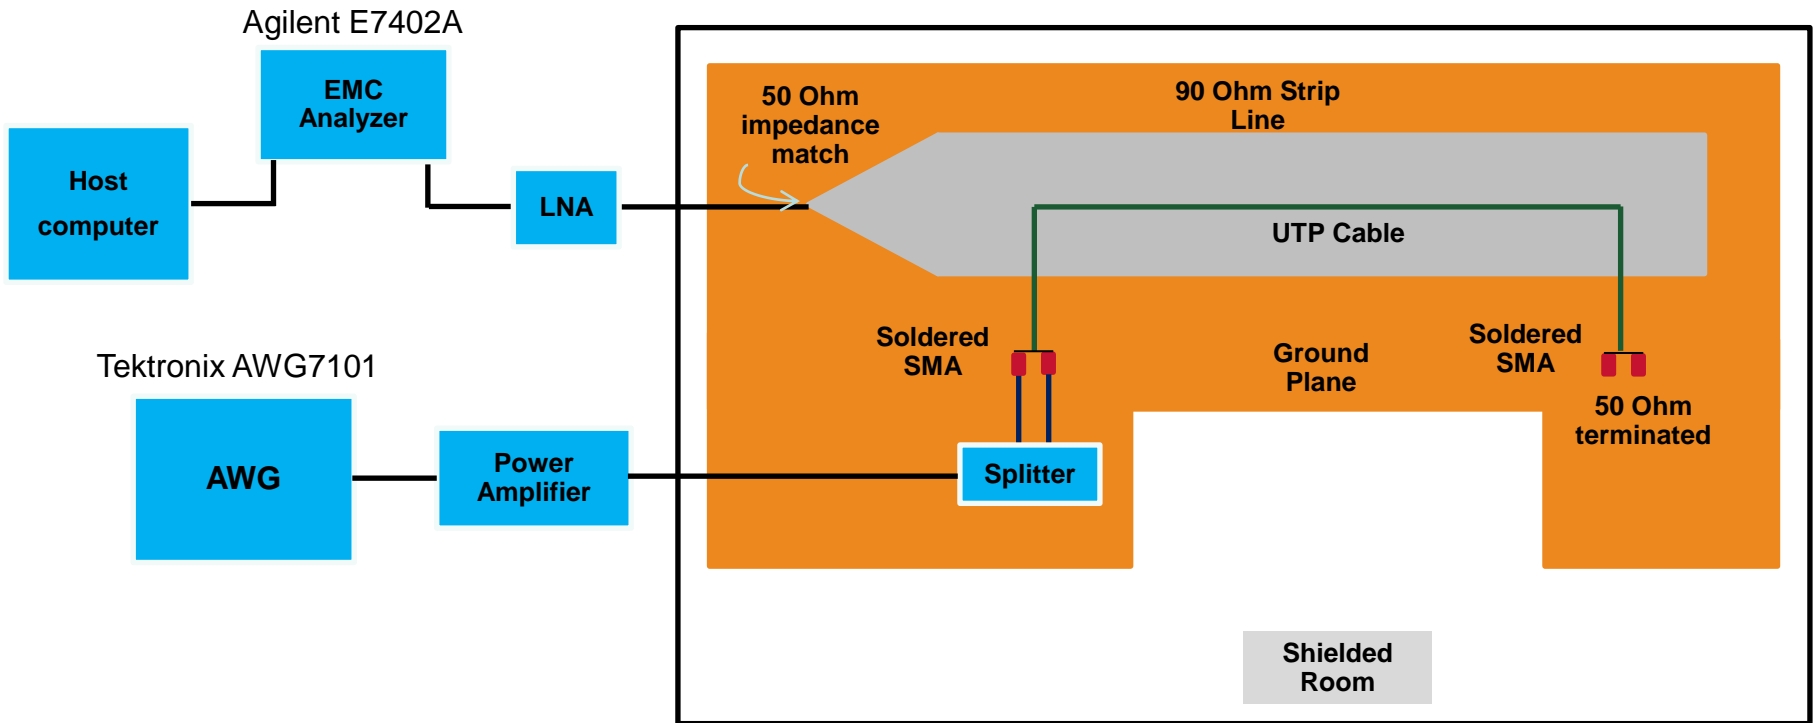 Agilent E7402A
EMC
Analyzer
Host
computer
LNA
50 Ohm
impedance
match
90 Ohm Strip
Line
UTP Cable
Soldered
SMA
Ground
Plane
Soldered
SMA
50 Ohm
terminated
Tektronix AWG7101
AWG
Power
Amplifier
Splitter
Shielded
Room